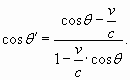 cos θ′ = (cos θ − v/c) / (1 − v/c · cos θ).